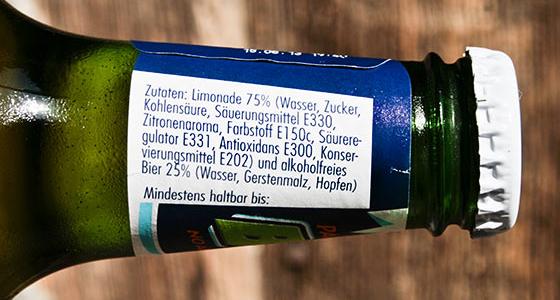 Zutaten: Limonade 75% (Wasser, Zucker,
Kohlensäure, Säuerungsmittel E330,
Zitronenaroma, Farbstoff E150c, Säurere-
gulator E331, Antioxidans E300, Konser-
vierungsmittel E202) und alkoholfreies
Bier 25% (Wasser, Gerstenmalz, Hopfen)
Mindestens haltbar bis: